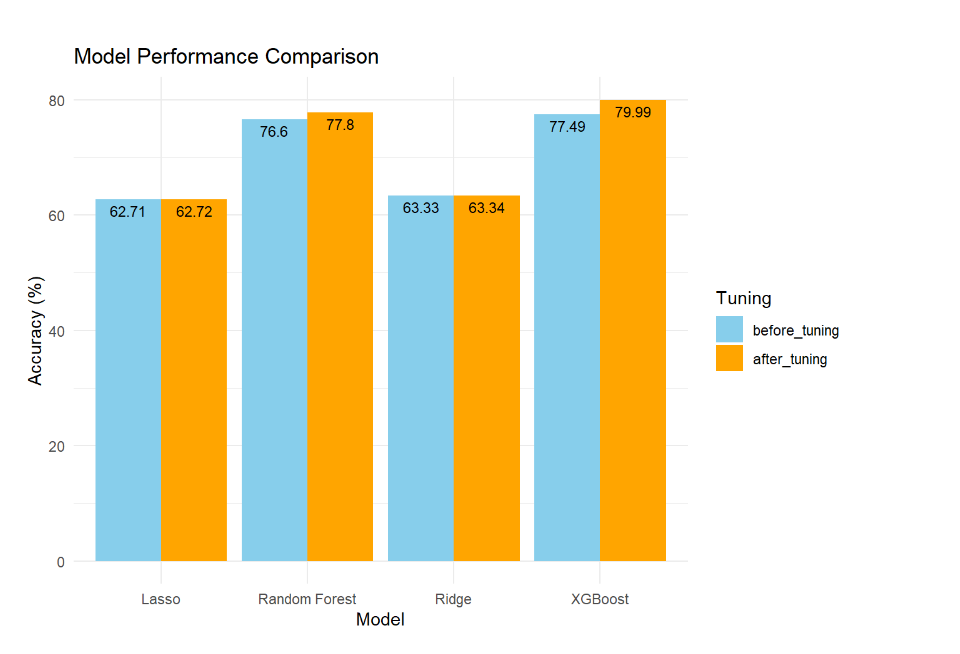 Model Performance Comparison
Accuracy (%)
80
60
40
20
0
62.71
62.72
76.6
77.8
63.33
63.34
77.49
79.99
Lasso
Random Forest
Ridge
XGBoost
Model
Tuning
before_tuning
after_tuning